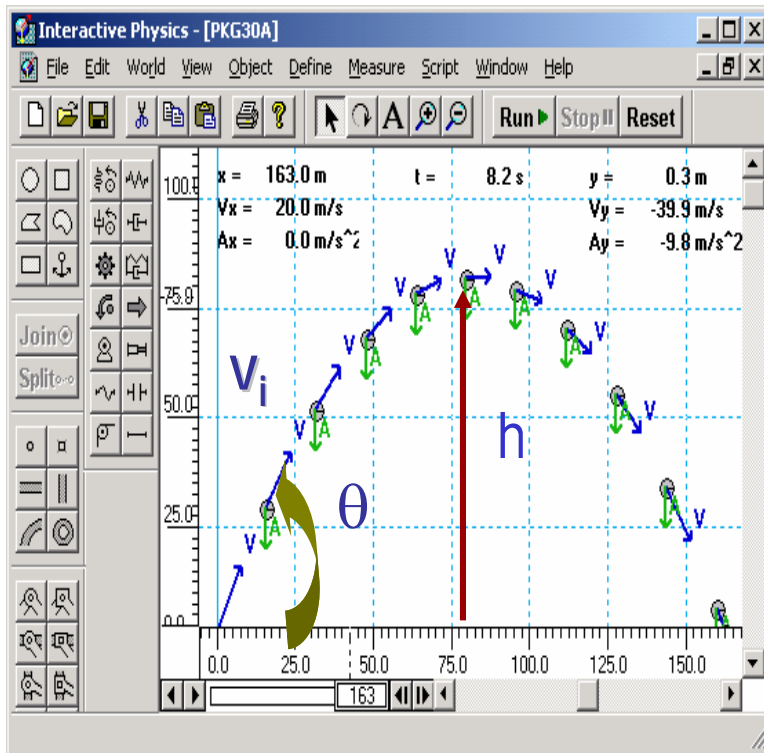 Interactive Physics - [PKG30A]
File Edit World View Object Define Measure Script Window Help
A Run Stop Reset
x = 163.0 m t = 8.2 s y = 0.3 m
Vx = 20.0 m/s Vy = -39.9 m/s
Ax = 0.0 m/s^2 Ay = -9.8 m/s^2
Join
Split
100.0
75.0
50.0
25.0
0.0
V V V V V V V V V V
A A A A A A A A A
vi
θ
h
0.0 25.0 50.0 75.0 100.0 125.0 150.0
163